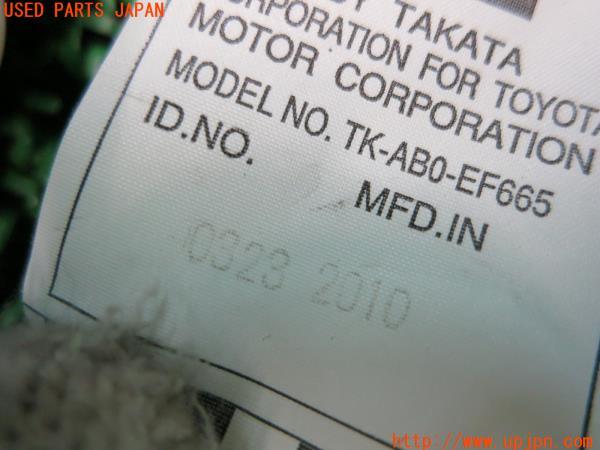 USED PARTS JAPAN
BY TAKATA
CORPORATION FOR TOYOTA
MOTOR CORPORATION
MODEL NO. TK-AB0-EF665
ID.NO. MFD.IN
0323 2010
http://www.upjpn.com